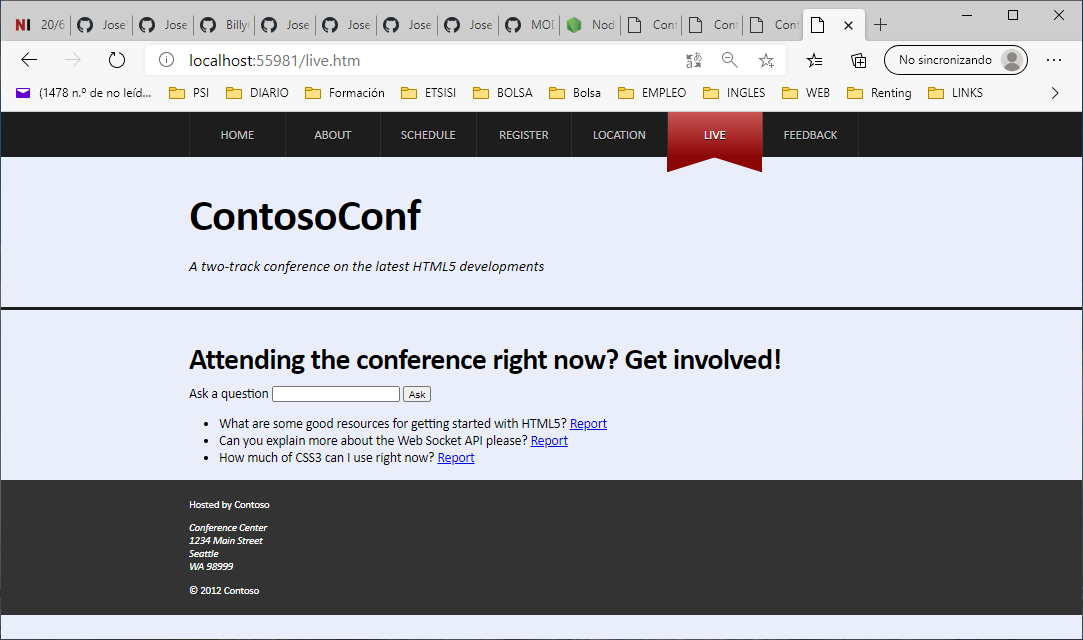 NI 20/6 Jose Jose Billy Jose Jose Jose Jose MOD Nod Cont Cont Cont
localhost:55981/live.htm No sincronizando
(1478 n.º de no leíd... PSI DIARIO Formación ETSISI BOLSA Bolsa EMPLEO INGLES WEB Renting LINKS
HOME ABOUT SCHEDULE REGISTER LOCATION LIVE FEEDBACK
ContosoConf
A two-track conference on the latest HTML5 developments
Attending the conference right now? Get involved!
Ask a question Ask
What are some good resources for getting started with HTML5? Report
Can you explain more about the Web Socket API please? Report
How much of CSS3 can I use right now? Report
Hosted by Contoso
Conference Center
1234 Main Street
Seattle
WA 98999
© 2012 Contoso